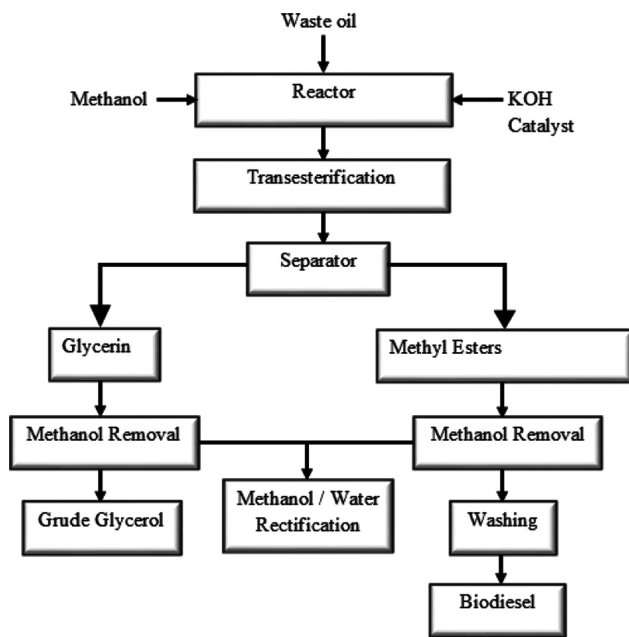 Waste oil
Methanol
Reactor
KOH
Catalyst
Transesterification
Separator
Glycerin
Methyl Esters
Methanol Removal
Methanol Removal
Grude Glycerol
Methanol / Water
Rectification
Washing
Biodiesel